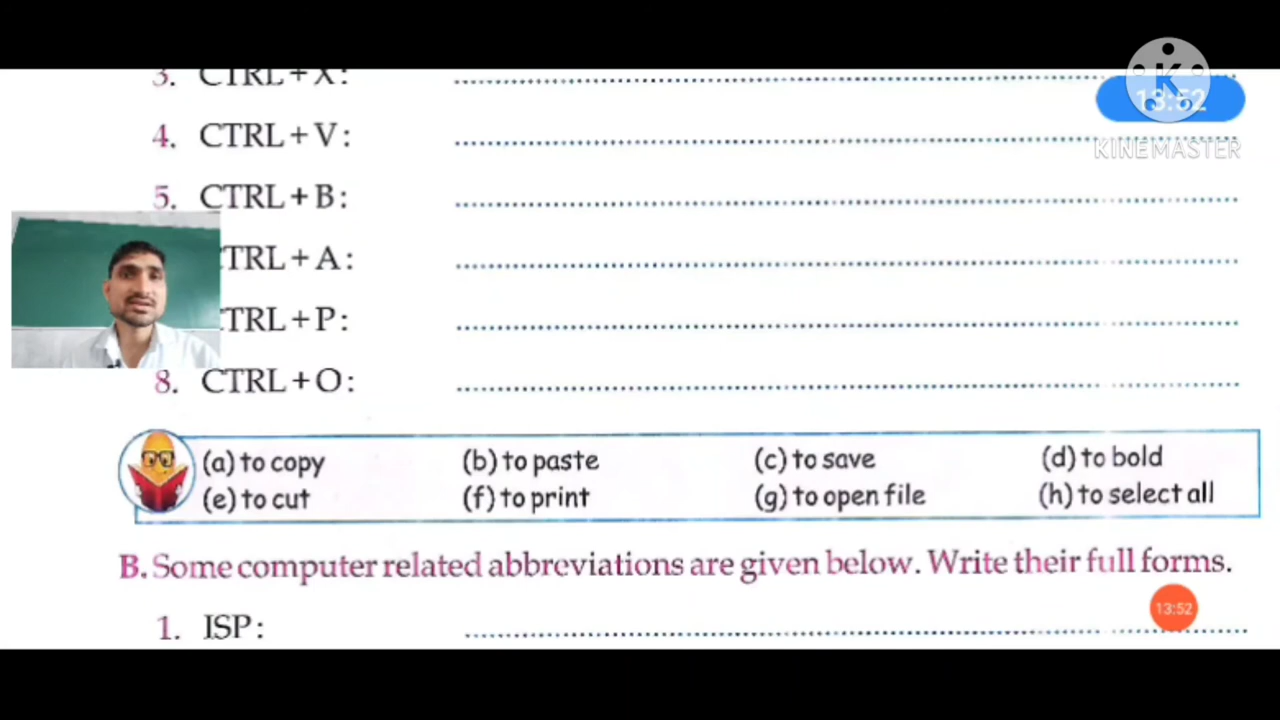 3. CTRL+X: ........................
13:52
KINEMASTER
4. CTRL+V: ........................
5. CTRL+B: ........................
TRL+A: ........................
TRL+P: ........................
8. CTRL+O: ........................
(a) to copy (b) to paste (c) to save (d) to bold
(e) to cut (f) to print (g) to open file (h) to select all
B. Some computer related abbreviations are given below. Write their full forms.
13:52
1. ISP: ........................